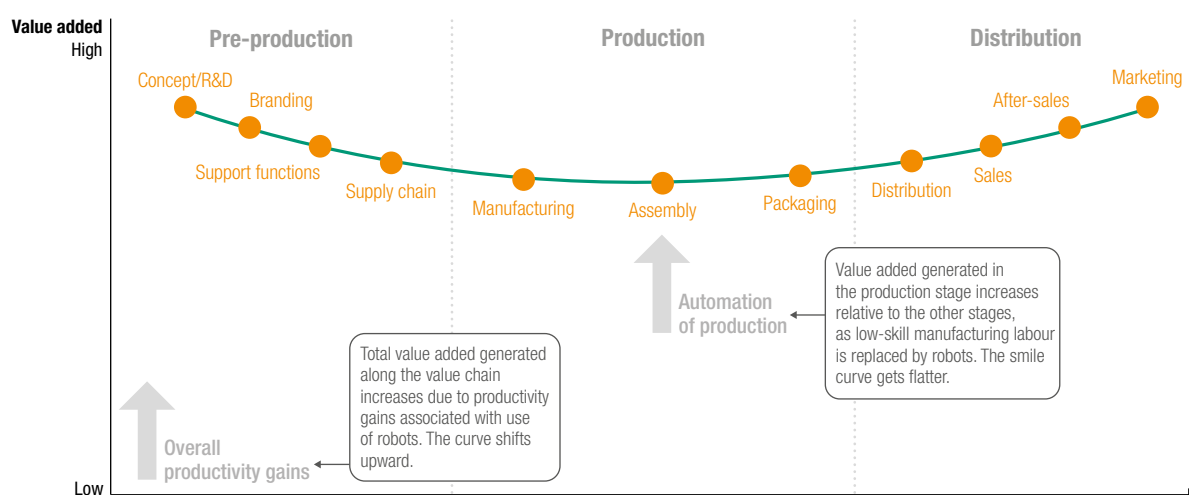 Value added
High
Pre-production
Production
Distribution
Concept/R&D
Branding
Support functions
Supply chain
Manufacturing
Assembly
Packaging
Distribution
Sales
After-sales
Marketing
Automation
of production
Value added generated in
the production stage increases
relative to the other stages,
as low-skill manufacturing labour
is replaced by robots. The smile
curve gets flatter.
Total value added generated
along the value chain
increases due to productivity
gains associated with use
of robots. The curve shifts
upward.
Overall
productivity gains
Low